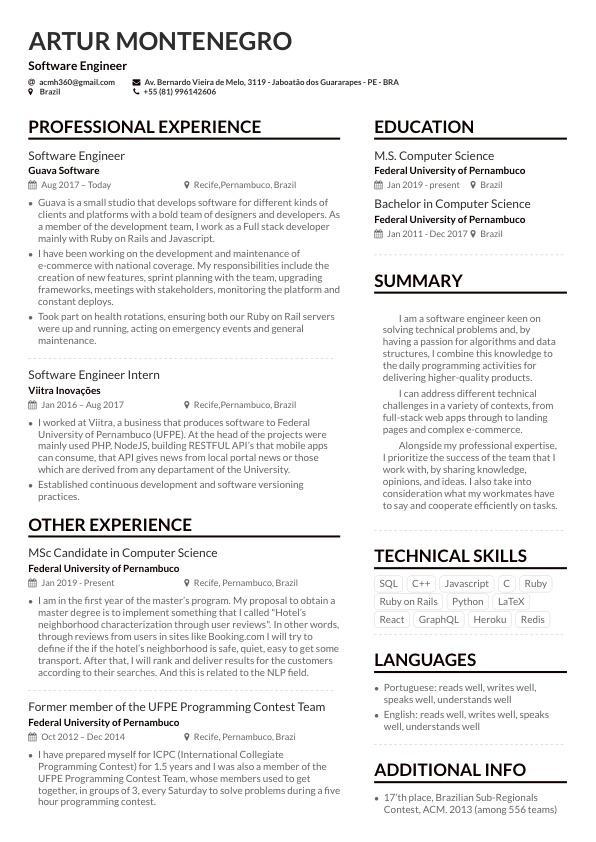 ARTUR MONTENEGRO
Software Engineer
@ acmh360@gmail.com Av. Bernardo Vieira de Melo, 3119 - Jaboatão dos Guararapes - PE - BRA
Brazil +55 (81) 996142606
PROFESSIONAL EXPERIENCE
Software Engineer
Guava Software
Aug 2017 – Today Recife,Pernambuco, Brazil
• Guava is a small studio that develops software for different kinds of
clients and platforms with a bold team of designers and developers. As
a member of the development team, I work as a Full stack developer
mainly with Ruby on Rails and Javascript.
• I have been working on the development and maintenance of
e-commerce with national coverage. My responsibilities include the
creation of new features, sprint planning with the team, upgrading
frameworks, meetings with stakeholders, monitoring the platform and
constant deploys.
• Took part on health rotations, ensuring both our Ruby on Rail servers
were up and running, acting on emergency events and general
maintenance.
Software Engineer Intern
Viitra Inovações
Jan 2016 – Aug 2017 Recife,Pernambuco, Brazil
• I worked at Viitra, a business that produces software to Federal
University of Pernambuco (UFPE). At the head of the projects were
mainly used PHP, NodeJS, building RESTFUL API's that mobile apps
can consume, that API gives news from local portal news or those
which are derived from any departament of the University.
• Established continuous development and software versioning
practices.
OTHER EXPERIENCE
MSc Candidate in Computer Science
Federal University of Pernambuco
Jan 2019 - Present Recife, Pernambuco, Brazil
• I am in the first year of the master's program. My proposal to obtain a
master degree is to implement something that I called "Hotel's
neighborhood characterization through user reviews". In other words,
through reviews from users in sites like Booking.com I will try to
define if the if the hotel's neighborhood is safe, quiet, easy to get some
transport. After that, I will rank and deliver results for the customers
according to their searches. And this is related to the NLP field.
Former member of the UFPE Programming Contest Team
Federal University of Pernambuco
Oct 2012 – Dec 2014 Recife, Pernambuco, Brazi
• I have prepared myself for ICPC (International Collegiate
Programming Contest) for 1.5 years and I was also a member of the
UFPE Programming Contest Team, whose members used to get
together, in groups of 3, every Saturday to solve problems during a five
hour programming contest.
EDUCATION
M.S. Computer Science
Federal University of Pernambuco
Jan 2019 - present Brazil
Bachelor in Computer Science
Federal University of Pernambuco
Jan 2011 - Dec 2017 Brazil
SUMMARY
I am a software engineer keen on
solving technical problems and, by
having a passion for algorithms and data
structures, I combine this knowledge to
the daily programming activities for
delivering higher-quality products.
I can address different technical
challenges in a variety of contexts, from
full-stack web apps through to landing
pages and complex e-commerce.
Alongside my professional expertise,
I prioritize the success of the team that I
work with, by sharing knowledge,
opinions, and ideas. I also take into
consideration what my workmates have
to say and cooperate efficiently on tasks.
TECHNICAL SKILLS
SQL C++ Javascript C Ruby
Ruby on Rails Python LaTeX
React GraphQL Heroku Redis
LANGUAGES
• Portuguese: reads well, writes well,
speaks well, understands well
• English: reads well, writes well, speaks
well, understands well
ADDITIONAL INFO
• 17'th place, Brazilian Sub-Regionals
Contest, ACM. 2013 (among 556 teams)